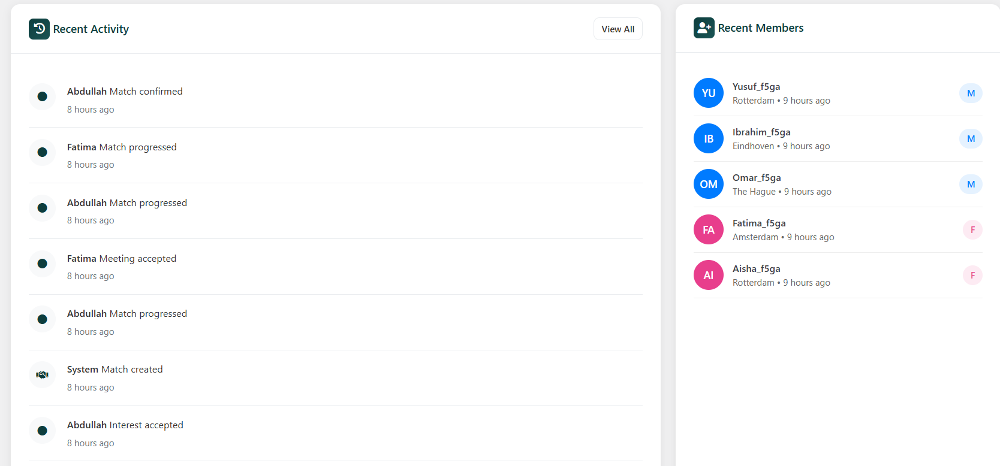 Recent Activity
View All
Abdullah Match confirmed
8 hours ago
Fatima Match progressed
8 hours ago
Abdullah Match progressed
8 hours ago
Fatima Meeting accepted
8 hours ago
Abdullah Match progressed
8 hours ago
System Match created
8 hours ago
Abdullah Interest accepted
8 hours ago
Recent Members
YU
Yusuf_f5ga
Rotterdam • 9 hours ago
M
IB
Ibrahim_f5ga
Eindhoven • 9 hours ago
M
OM
Omar_f5ga
The Hague • 9 hours ago
M
FA
Fatima_f5ga
Amsterdam • 9 hours ago
F
AI
Aisha_f5ga
Rotterdam • 9 hours ago
F